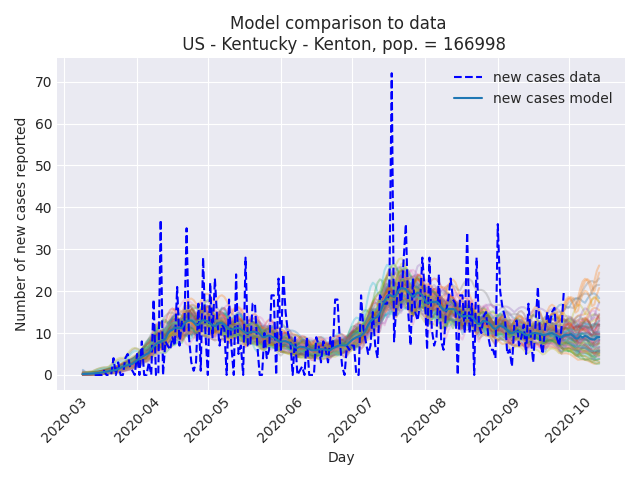 Model comparison to data
US - Kentucky - Kenton, pop. = 166998
new cases data
new cases model
Number of new cases reported
70
60
50
40
30
20
10
0
2020-03
2020-04
2020-05
2020-06
2020-07
2020-08
2020-09
2020-10
Day